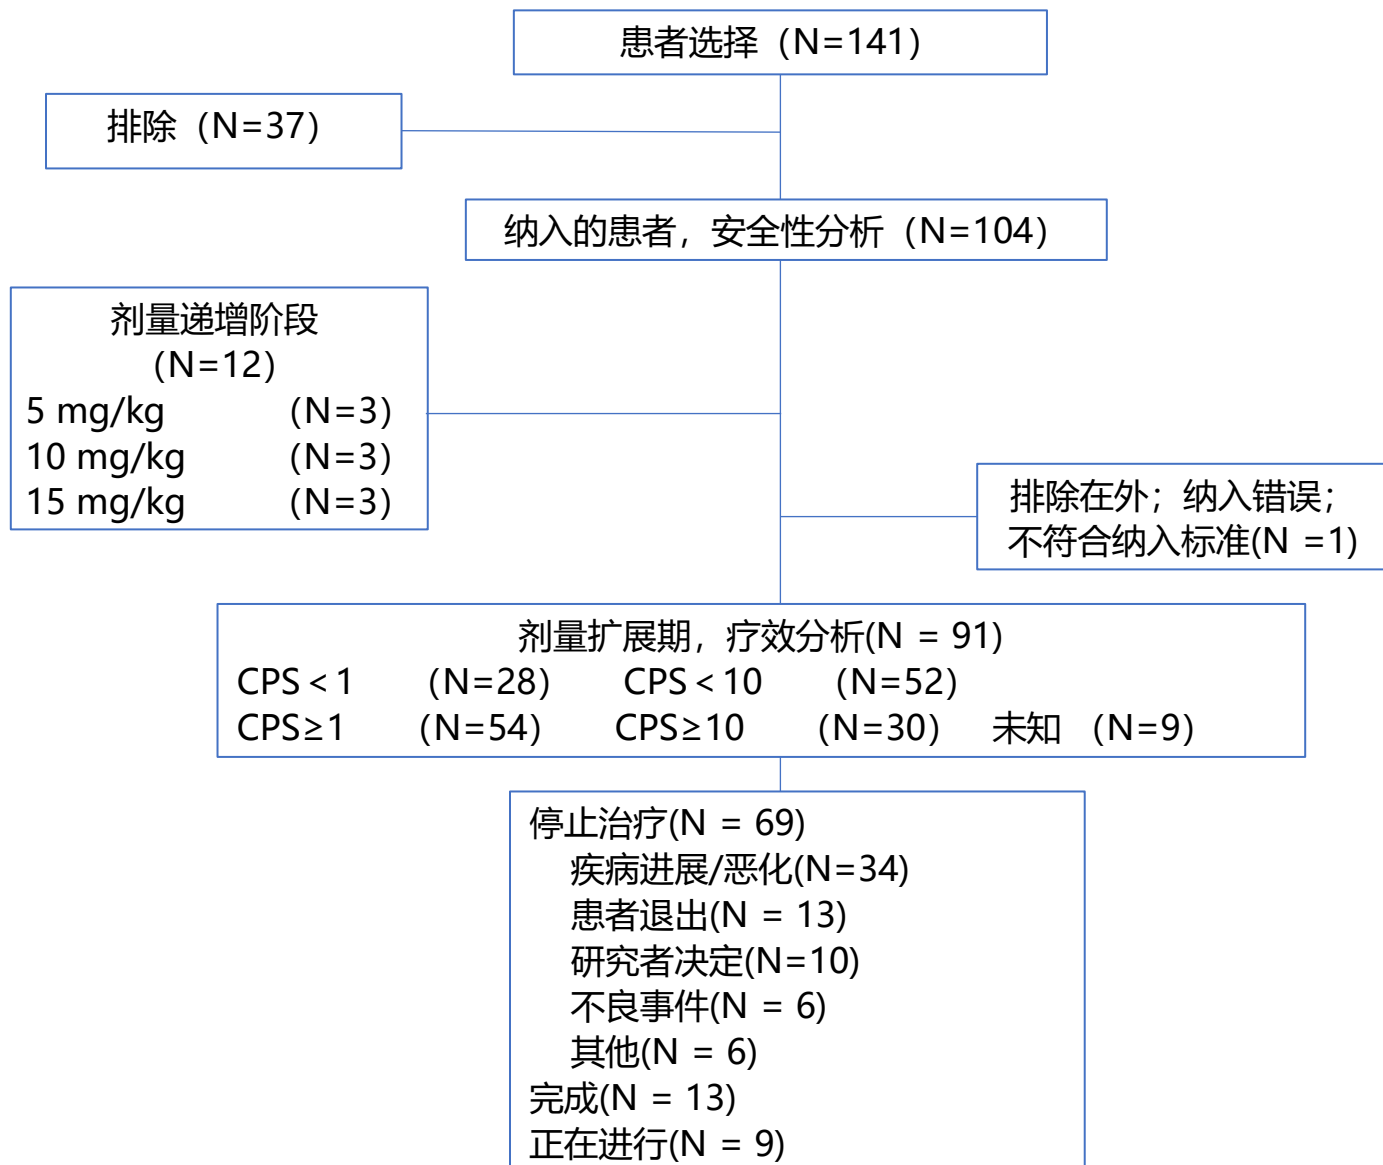 患者选择（N=141）
排除（N=37）
纳入的患者，安全性分析（N=104）
剂量递增阶段
（N=12）
5 mg/kg （N=3）
10 mg/kg （N=3）
15 mg/kg （N=3）
排除在外；纳入错误；
不符合纳入标准(N =1)
剂量扩展期，疗效分析(N = 91)
CPS＜1 （N=28） CPS＜10 （N=52）
CPS≥1 （N=54） CPS≥10 （N=30） 未知 （N=9）
停止治疗(N = 69)
疾病进展/恶化(N=34)
患者退出(N = 13)
研究者决定(N=10)
不良事件(N = 6)
其他(N = 6)
完成(N = 13)
正在进行(N = 9)